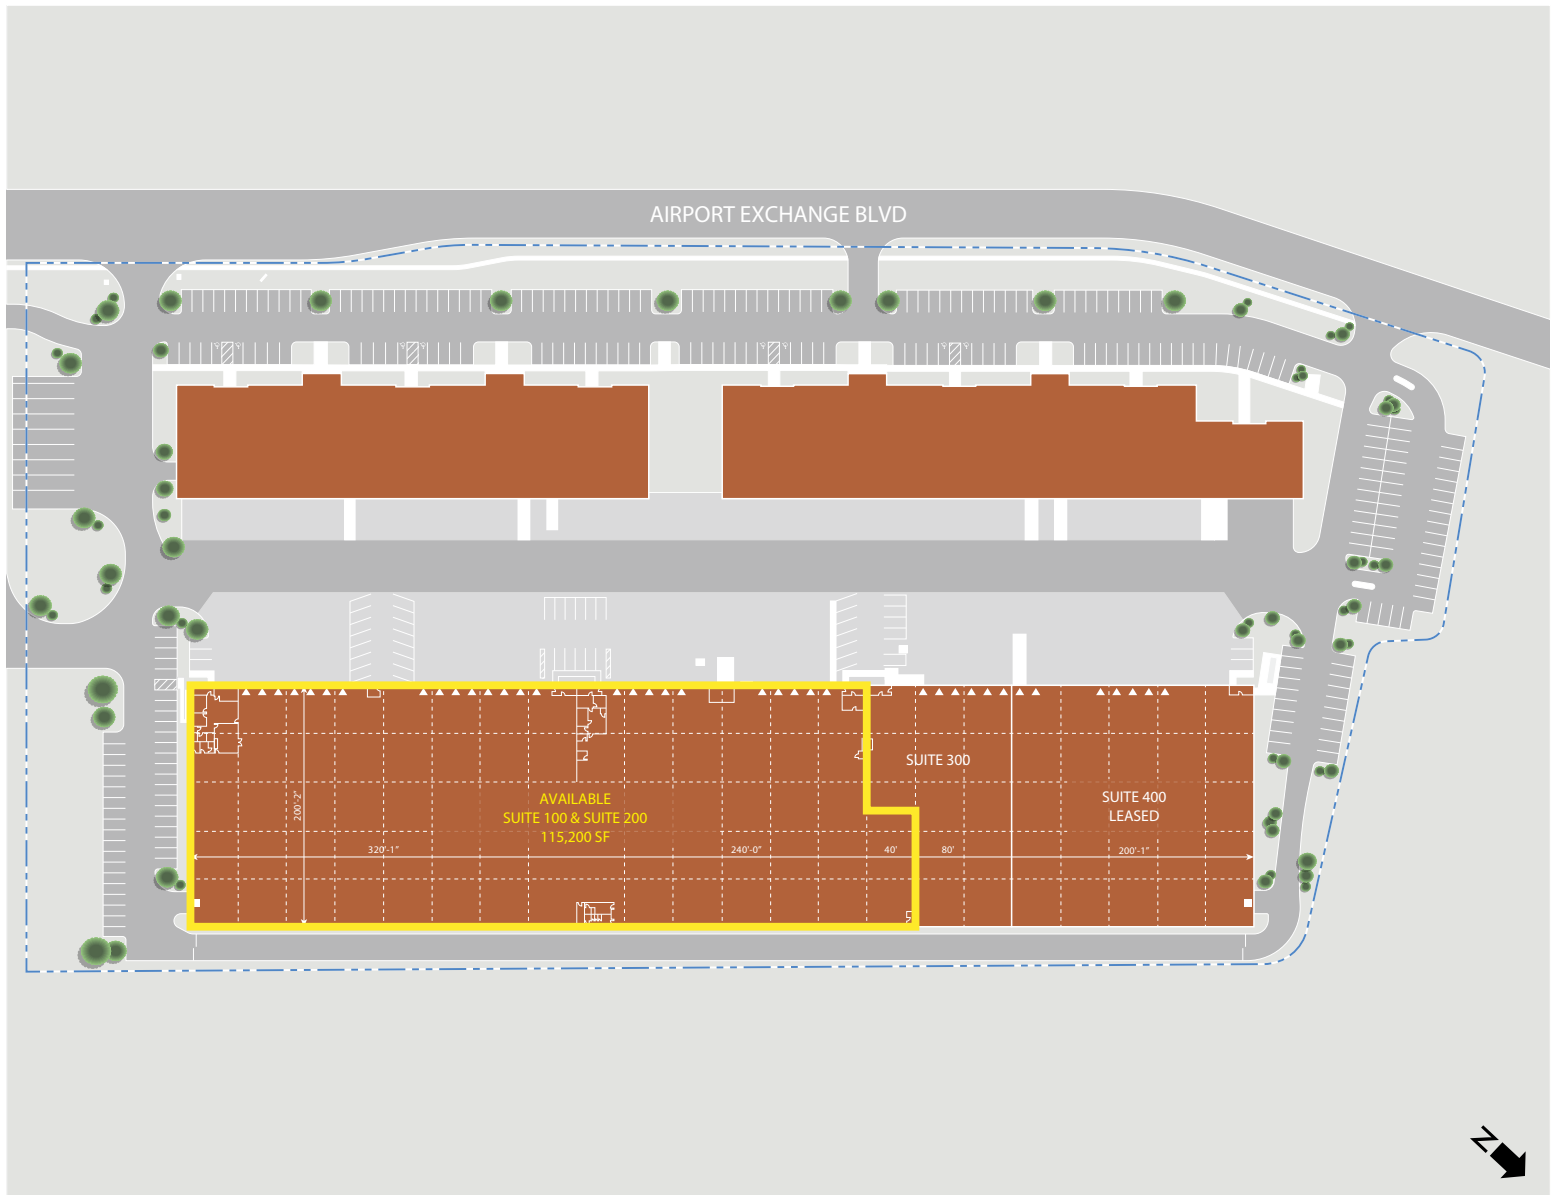 AIRPORT EXCHANGE BLVD
SUITE 300
200'-2"
AVAILABLE
SUITE 100 & SUITE 200
115,200 SF
SUITE 400
LEASED
320'-1"
240'-0"
40'
80'
200'-1"
N